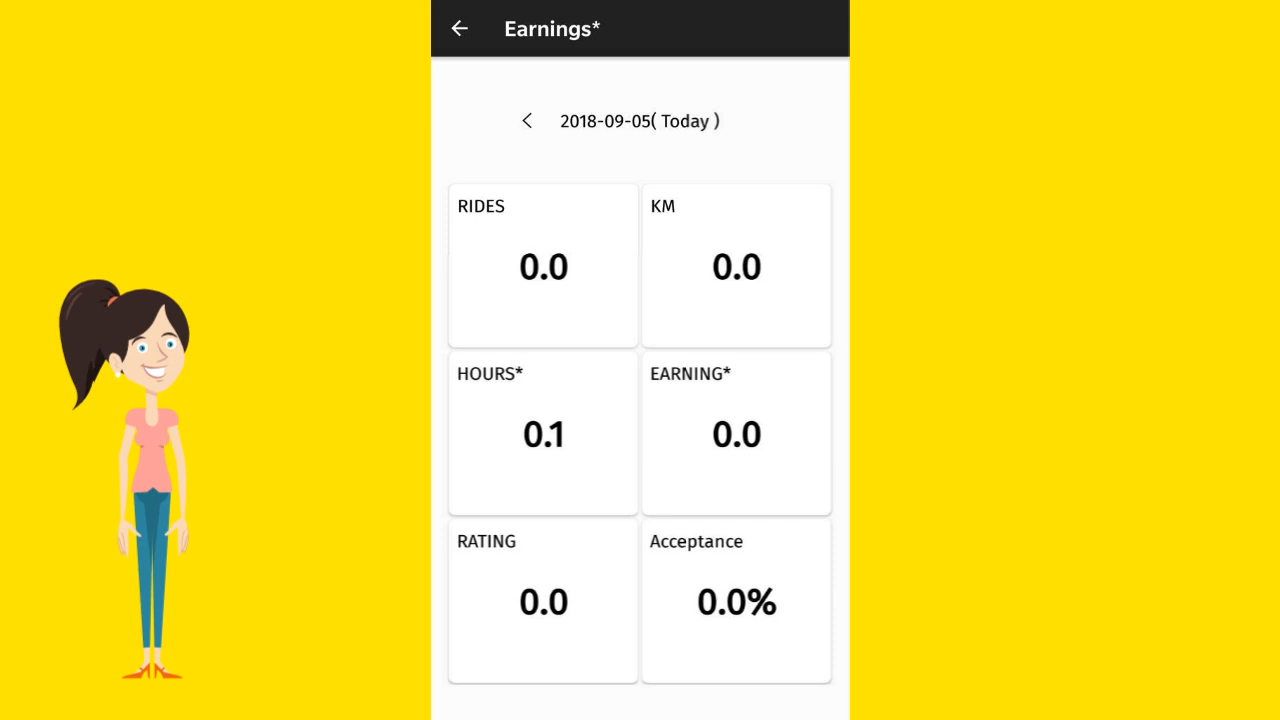 Earnings*
2018-09-05( Today )
RIDES
KM
0.0
0.0
HOURS*
EARNING*
0.1
0.0
RATING
Acceptance
0.0
0.0%